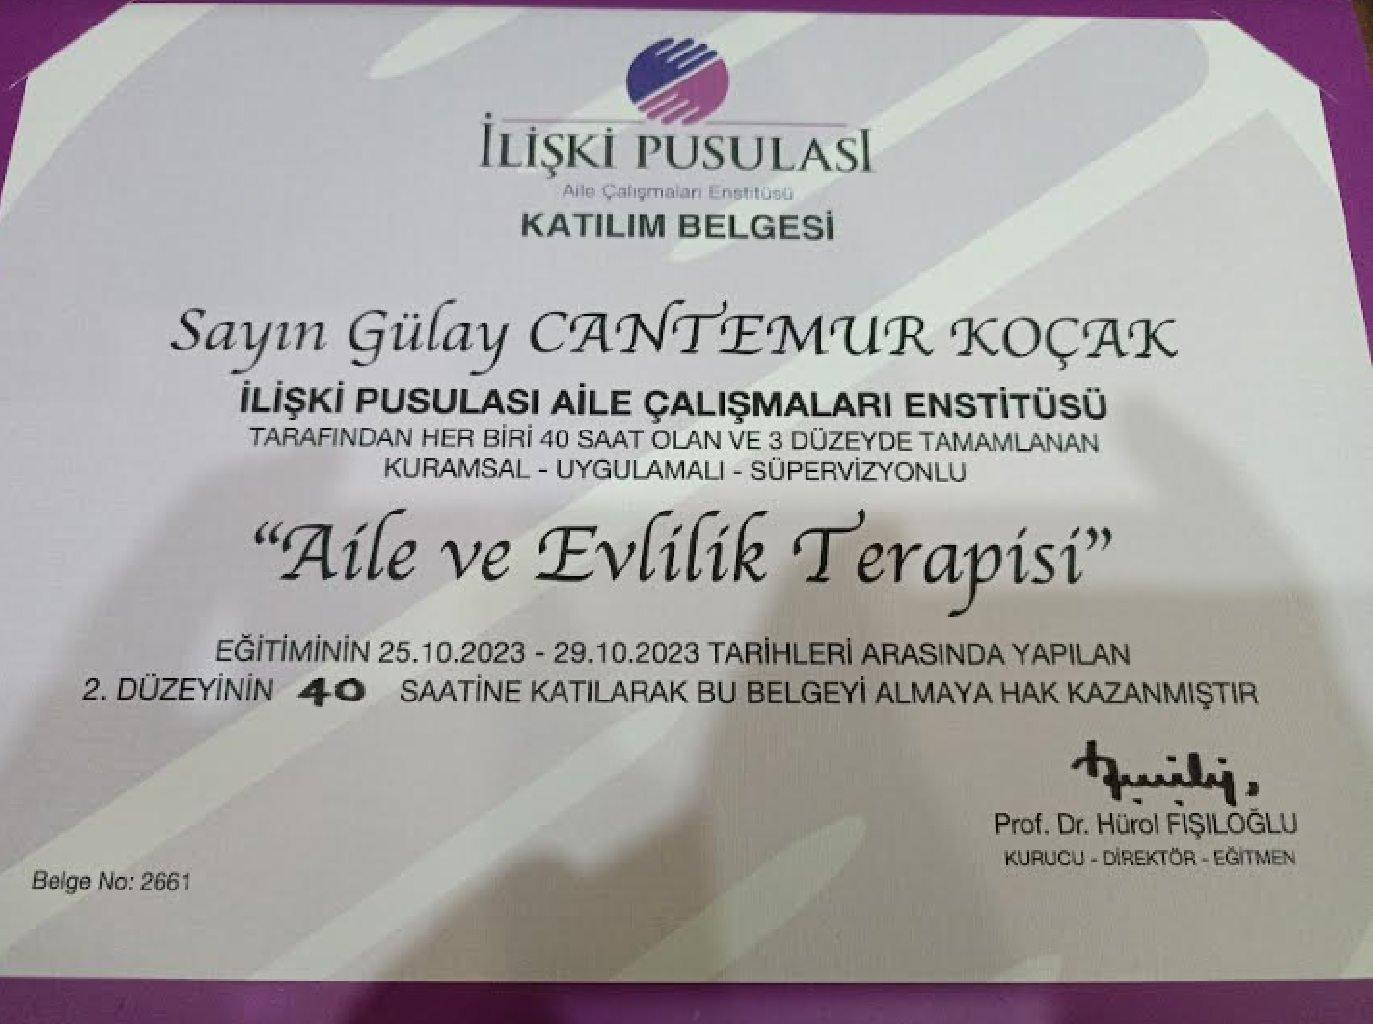 İLİŞKİ PUSULASI
Aile Çalışmaları Enstitüsü
KATILIM BELGESİ
Sayın Gülay CANTEMUR KOÇAK
İLİŞKİ PUSULASI AİLE ÇALIŞMALARI ENSTİTÜSÜ
TARAFINDAN HER BİRİ 40 SAAT OLAN VE 3 DÜZEYDE TAMAMLANAN
KURAMSAL - UYGULAMALI - SÜPERVİZYONLU
“Aile ve Evlilik Terapisi”
EĞİTİMİNİN 25.10.2023 - 29.10.2023 TARİHLERİ ARASINDA YAPILAN
2. DÜZEYİNİN 40 SAATİNE KATILARAK BU BELGEYİ ALMAYA HAK KAZANMIŞTIR
Prof. Dr. Hürol FIŞILOĞLU
KURUCU - DİREKTÖR - EĞİTMEN
Belge No: 2661